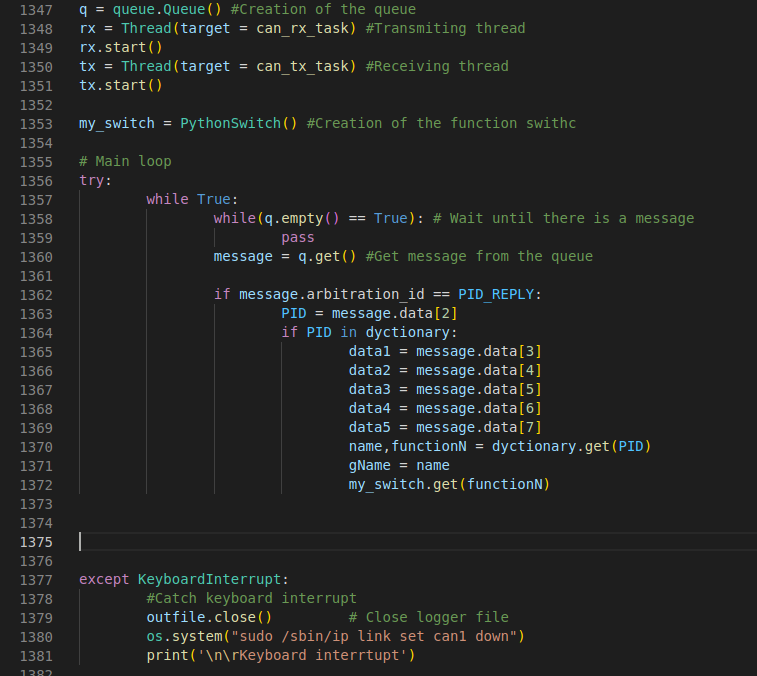 1347 q = queue.Queue() #Creation of the queue
1348 rx = Thread(target = can_rx_task) #Transmiting thread
1349 rx.start()
1350 tx = Thread(target = can_tx_task) #Receiving thread
1351 tx.start()
1352
1353 my_switch = PythonSwitch() #Creation of the function swithc
1354
1355 # Main loop
1356 try:
1357         while True:
1358                 while(q.empty() == True): # Wait until there is a message
1359                         pass
1360                 message = q.get() #Get message from the queue
1361
1362                 if message.arbitration_id == PID_REPLY:
1363                         PID = message.data[2]
1364                         if PID in dyctionary:
1365                                 data1 = message.data[3]
1366                                 data2 = message.data[4]
1367                                 data3 = message.data[5]
1368                                 data4 = message.data[6]
1369                                 data5 = message.data[7]
1370                                 name,functionN = dyctionary.get(PID)
1371                                 gName = name
1372                                 my_switch.get(functionN)
1373
1374
1375
1376
1377 except KeyboardInterrupt:
1378         #Catch keyboard interrupt
1379         outfile.close()         # Close logger file
1380         os.system("sudo /sbin/ip link set can1 down")
1381         print('\n\rKeyboard interrtupt')
1382